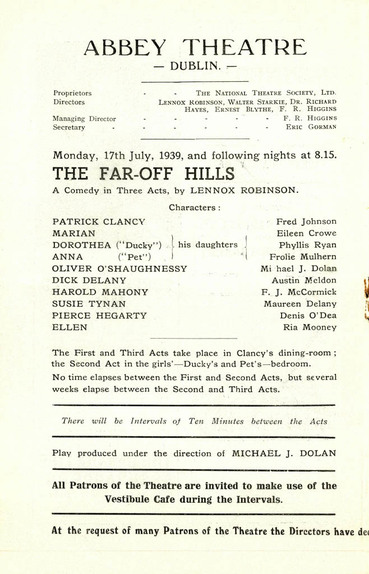 ABBEY THEATRE
— DUBLIN. —
Proprietors - - THE NATIONAL THEATRE SOCIETY, LTD.
Directors LENNOX ROBINSON, WALTER STARKIE, DR. RICHARD
HAYES, ERNEST BLYTHE, F. R. HIGGINS
Managing Director - - - - - F. R. HIGGINS
Secretary - - - - - - ERIC GORMAN
Monday, 17th July, 1939, and following nights at 8.15.
THE FAR-OFF HILLS
A Comedy in Three Acts, by LENNOX ROBINSON.
Characters :
PATRICK CLANCY Fred Johnson
MARIAN Eileen Crowe
DOROTHEA ("Ducky") his daughters Phyllis Ryan
ANNA ("Pet") Frolie Mulhern
OLIVER O'SHAUGHNESSY Mi hael J. Dolan
DICK DELANY Austin Meldon
HAROLD MAHONY F. J. McCormick
SUSIE TYNAN Maureen Delany
PIERCE HEGARTY Denis O'Dea
ELLEN Ria Mooney
The First and Third Acts take place in Clancy's dining-room ;
the Second Act in the girls'—Ducky's and Pet's—bedroom.
No time elapses between the First and Second Acts, but several
weeks elapse between the Second and Third Acts.
There will be Intervals of Ten Minutes between the Acts
Play produced under the direction of MICHAEL J. DOLAN
All Patrons of the Theatre are invited to make use of the
Vestibule Cafe during the Intervals.
At the request of many Patrons of the Theatre the Directors have